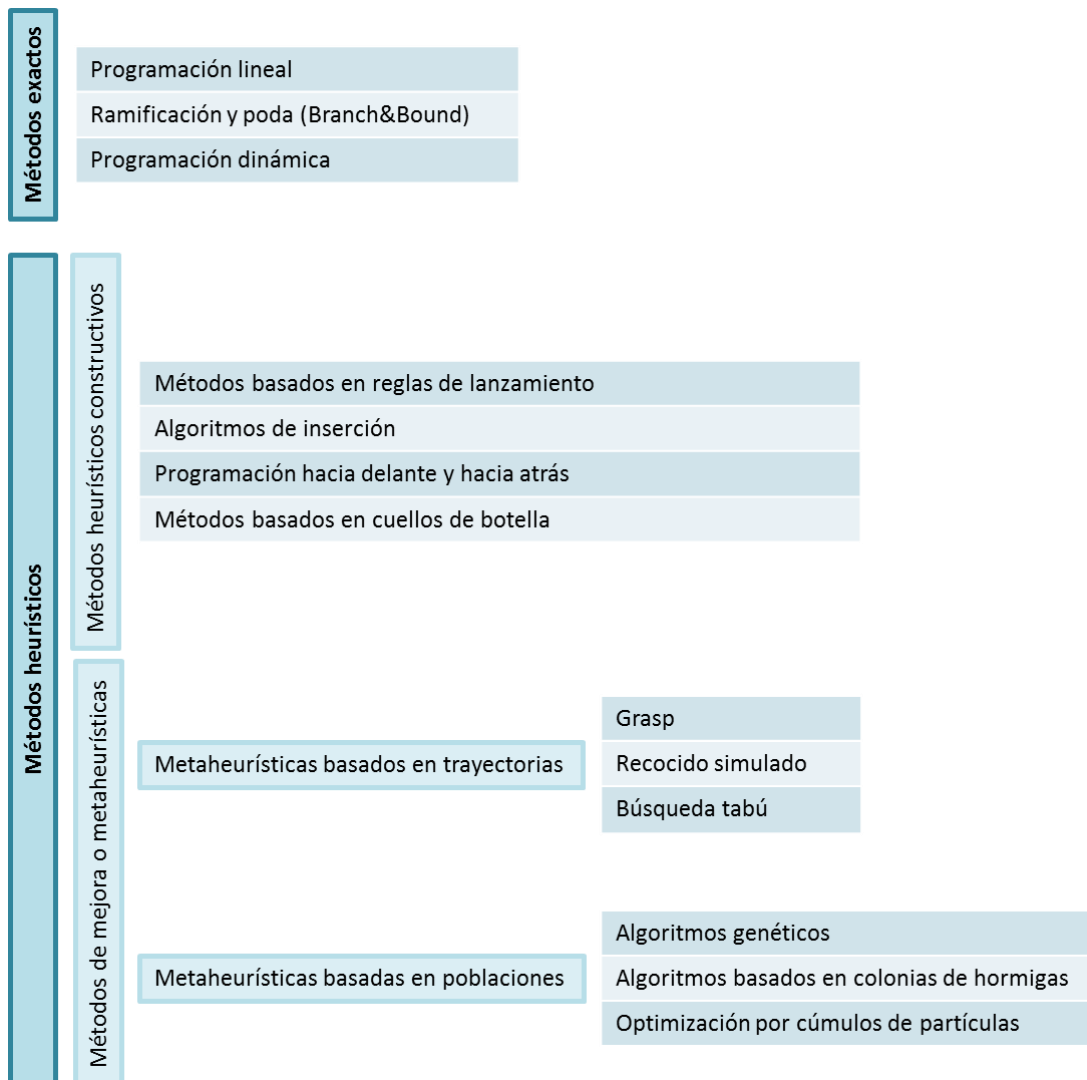 Métodos exactos
Programación lineal
Ramificación y poda (Branch&Bound)
Programación dinámica
Métodos heurísticos
Métodos heurísticos constructivos
Métodos basados en reglas de lanzamiento
Algoritmos de inserción
Programación hacia delante y hacia atrás
Métodos basados en cuellos de botella
Métodos de mejora o metaheurísticas
Metaheurísticas basados en trayectorias
Grasp
Recocido simulado
Búsqueda tabú
Metaheurísticas basadas en poblaciones
Algoritmos genéticos
Algoritmos basados en colonias de hormigas
Optimización por cúmulos de partículas